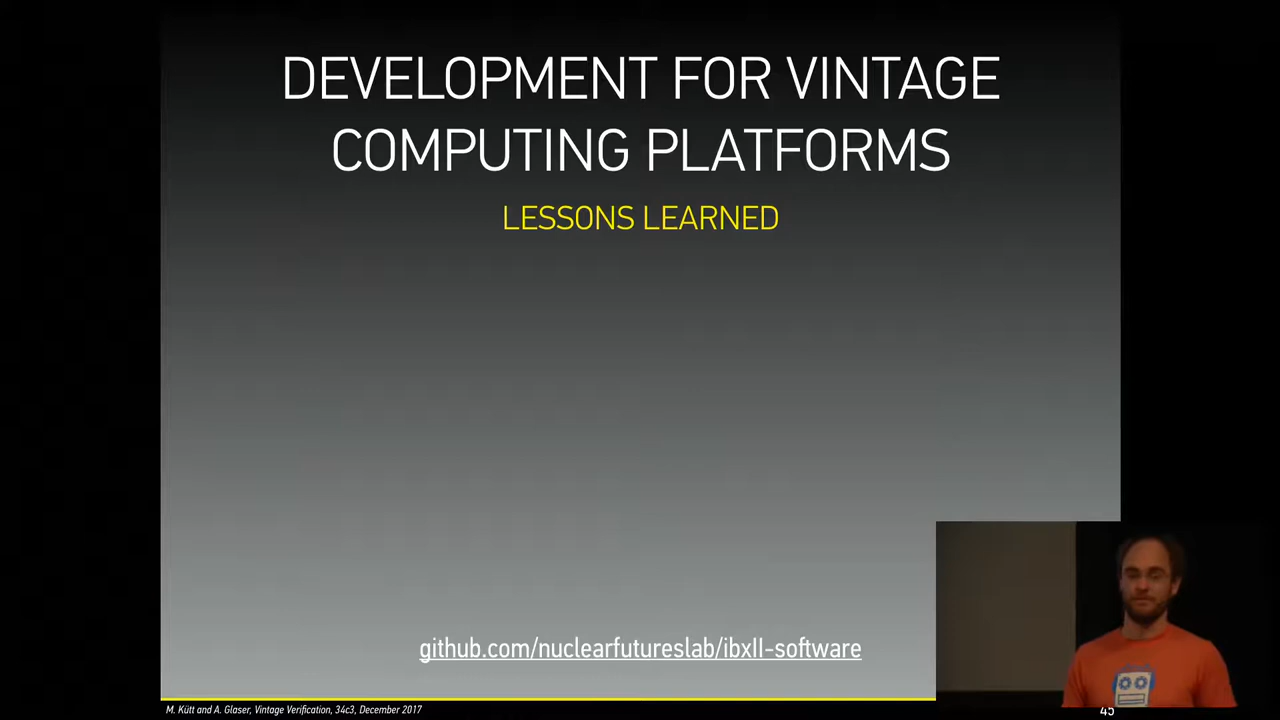 DEVELOPMENT FOR VINTAGE
COMPUTING PLATFORMS
LESSONS LEARNED
github.com/nuclearfutureslab/ibxII-software
M. Kütt and A. Glaser, Vintage Verification, 34c3, December 2017
45